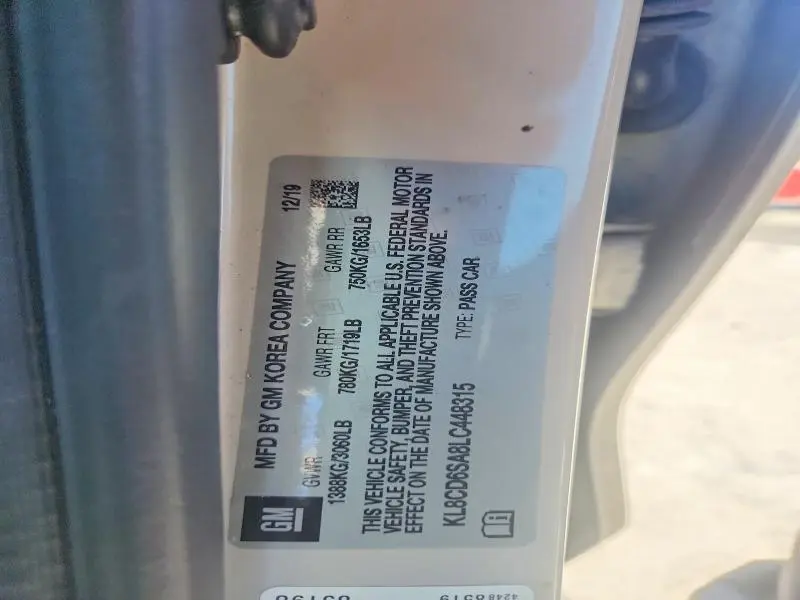 GM
MFD BY GM KOREA COMPANY 12/19
GVWR GAWR FRT GAWR RR
1388KG/3060LB 780KG/1719LB 750KG/1653LB
THIS VEHICLE CONFORMS TO ALL APPLICABLE U.S. FEDERAL MOTOR
VEHICLE SAFETY, BUMPER, AND THEFT PREVENTION STANDARDS IN
EFFECT ON THE DATE OF MANUFACTURE SHOWN ABOVE.
KL8CD6SA8LC448315 TYPE: PASS CAR
42488519